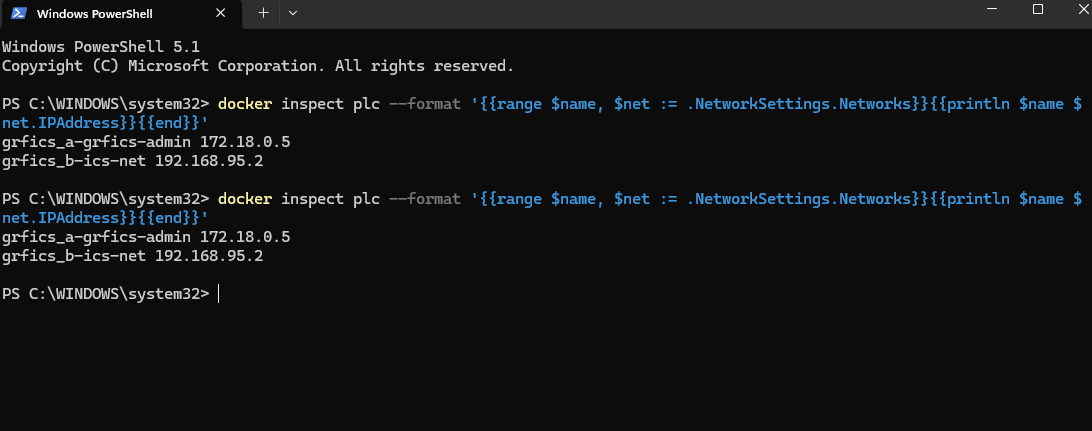 Windows PowerShell
Windows PowerShell 5.1
Copyright (C) Microsoft Corporation. All rights reserved.
PS C:\WINDOWS\system32> docker inspect plc --format '{{range $name, $net := .NetworkSettings.Networks}}{{println $name $
net.IPAddress}}{{end}}'
grfics_a-grfics-admin 172.18.0.5
grfics_b-ics-net 192.168.95.2
PS C:\WINDOWS\system32> docker inspect plc --format '{{range $name, $net := .NetworkSettings.Networks}}{{println $name $
net.IPAddress}}{{end}}'
grfics_a-grfics-admin 172.18.0.5
grfics_b-ics-net 192.168.95.2
PS C:\WINDOWS\system32>